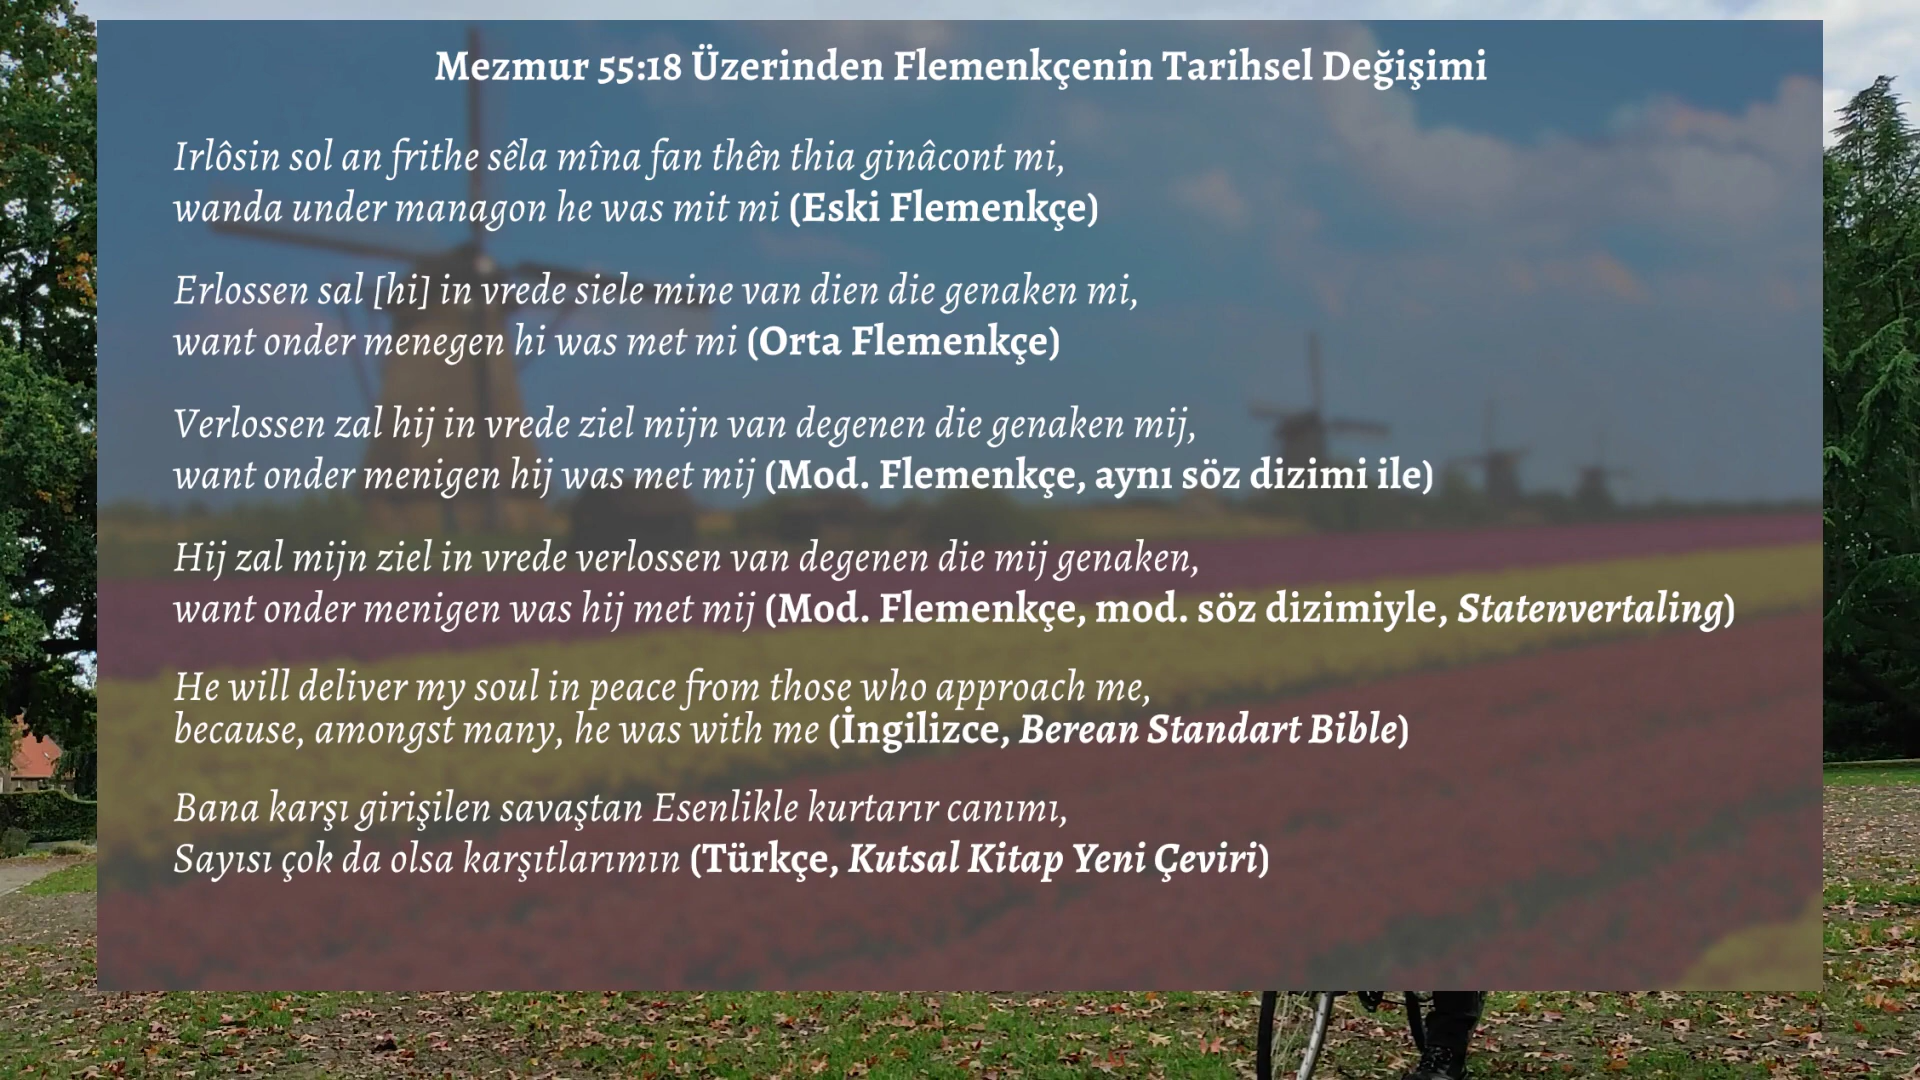 Mezmur 55:18 Üzerinden Flemenkçenin Tarihsel Değişimi
Irlôsin sol an frithe sêla mîna fan thên thia ginâcont mi,
wanda under managon he was mit mi (Eski Flemenkçe)
Erlossen sal [hi] in vrede siele mine van dien die genaken mi,
want onder menegen hi was met mi (Orta Flemenkçe)
Verlossen zal hij in vrede ziel mijn van degenen die genaken mij,
want onder menigen hij was met mij (Mod. Flemenkçe, aynı söz dizimi ile)
Hij zal mijn ziel in vrede verlossen van degenen die mij genaken,
want onder menigen was hij met mij (Mod. Flemenkçe, mod. söz dizimiyle, Statenvertaling)
He will deliver my soul in peace from those who approach me,
because, amongst many, he was with me (İngilizce, Berean Standart Bible)
Bana karşı girişilen savaştan Esenlikle kurtarır canımı,
Sayısı çok da olsa karşıtlarımın (Türkçe, Kutsal Kitap Yeni Çeviri)